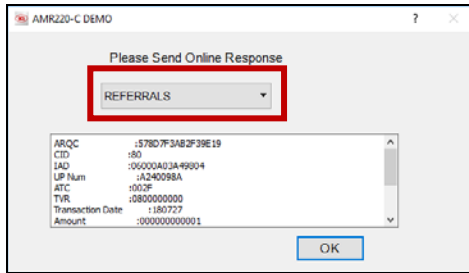 AMR220-C DEMO ?
Please Send Online Response
REFERRALS
ARQC :578D7F3AB2F39E19
CID :80
IAD :06000A03A49804
UP Num :A240098A
ATC :002F
TVR :0800000000
Transaction Date :180727
Amount :000000000001
OK